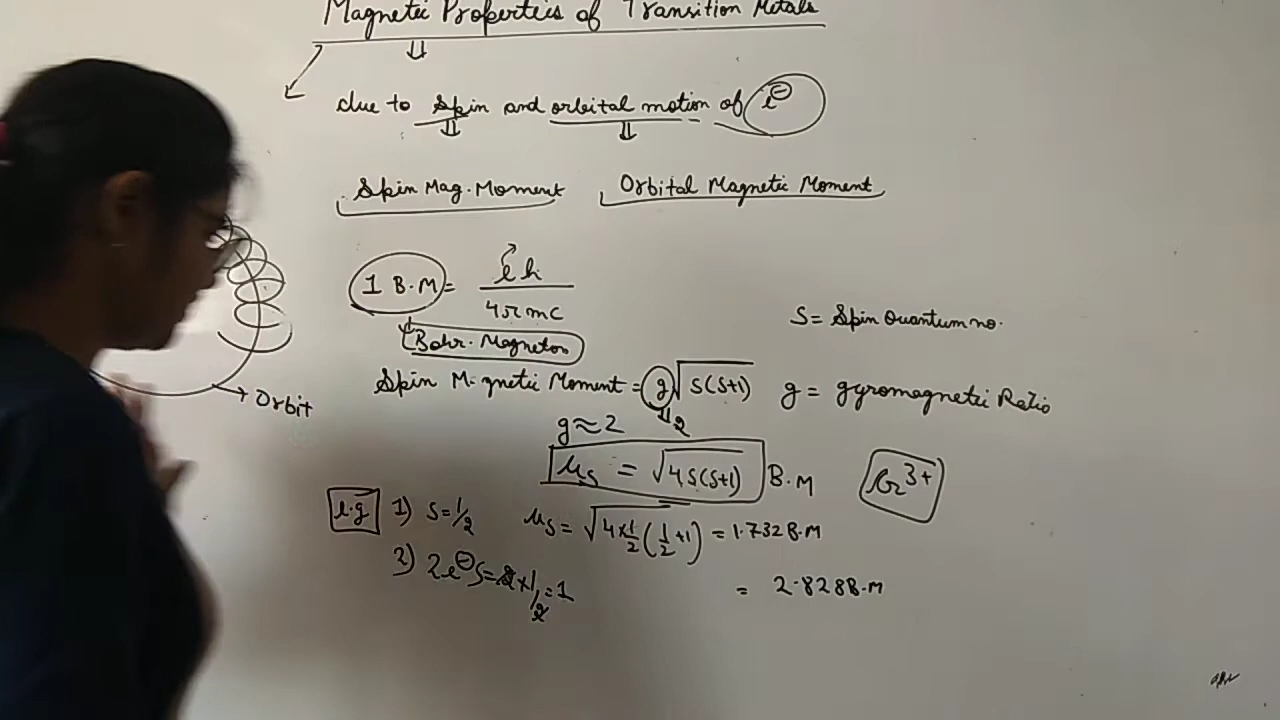 Magnetic Properties of Transition Metals
due to spin and orbital motion of e⊖
Spin Mag. Moment Orbital Magnetic Moment
1 B.M = eh / 4πmc
Bohr. Magneton
S = Spin Quantum no.
Spin M gnetic Moment = g√S(S+1) g = gyromagnetic Ratio
Orbit
g ≈ 2 2
μs = √4S(S+1) B.M Cr3+
e.g 1) S = 1/2 μs = √4×1/2(1/2+1) = 1.732 B.M
2) 2e⊖ S = 2×1/2 = 1 = 2.828 B.M